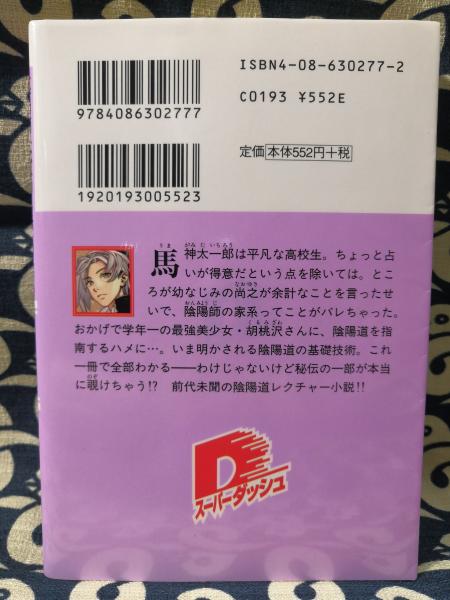 ISBN4-08-630277-2
9784086302777
C0193 ¥552E
定価 本体552円+税
1920193005523
馬神太一郎は平凡な高校生。ちょっと占
いが得意だという点を除いては。とこ
ろが幼なじみの尚之が余計なことを言ったせ
いで、陰陽師の家系ってことがバレちゃった。
おかげで学年一の最強美少女・胡桃沢さんに、陰陽道を指
南するハメに…。いま明かされる陰陽道の基礎技術。これ
一冊で全部わかる――わけじゃないけど秘伝の一部が本当
に覗けちゃう!? 前代未聞の陰陽道レクチャー小説!!
D
スーパーダッシュ